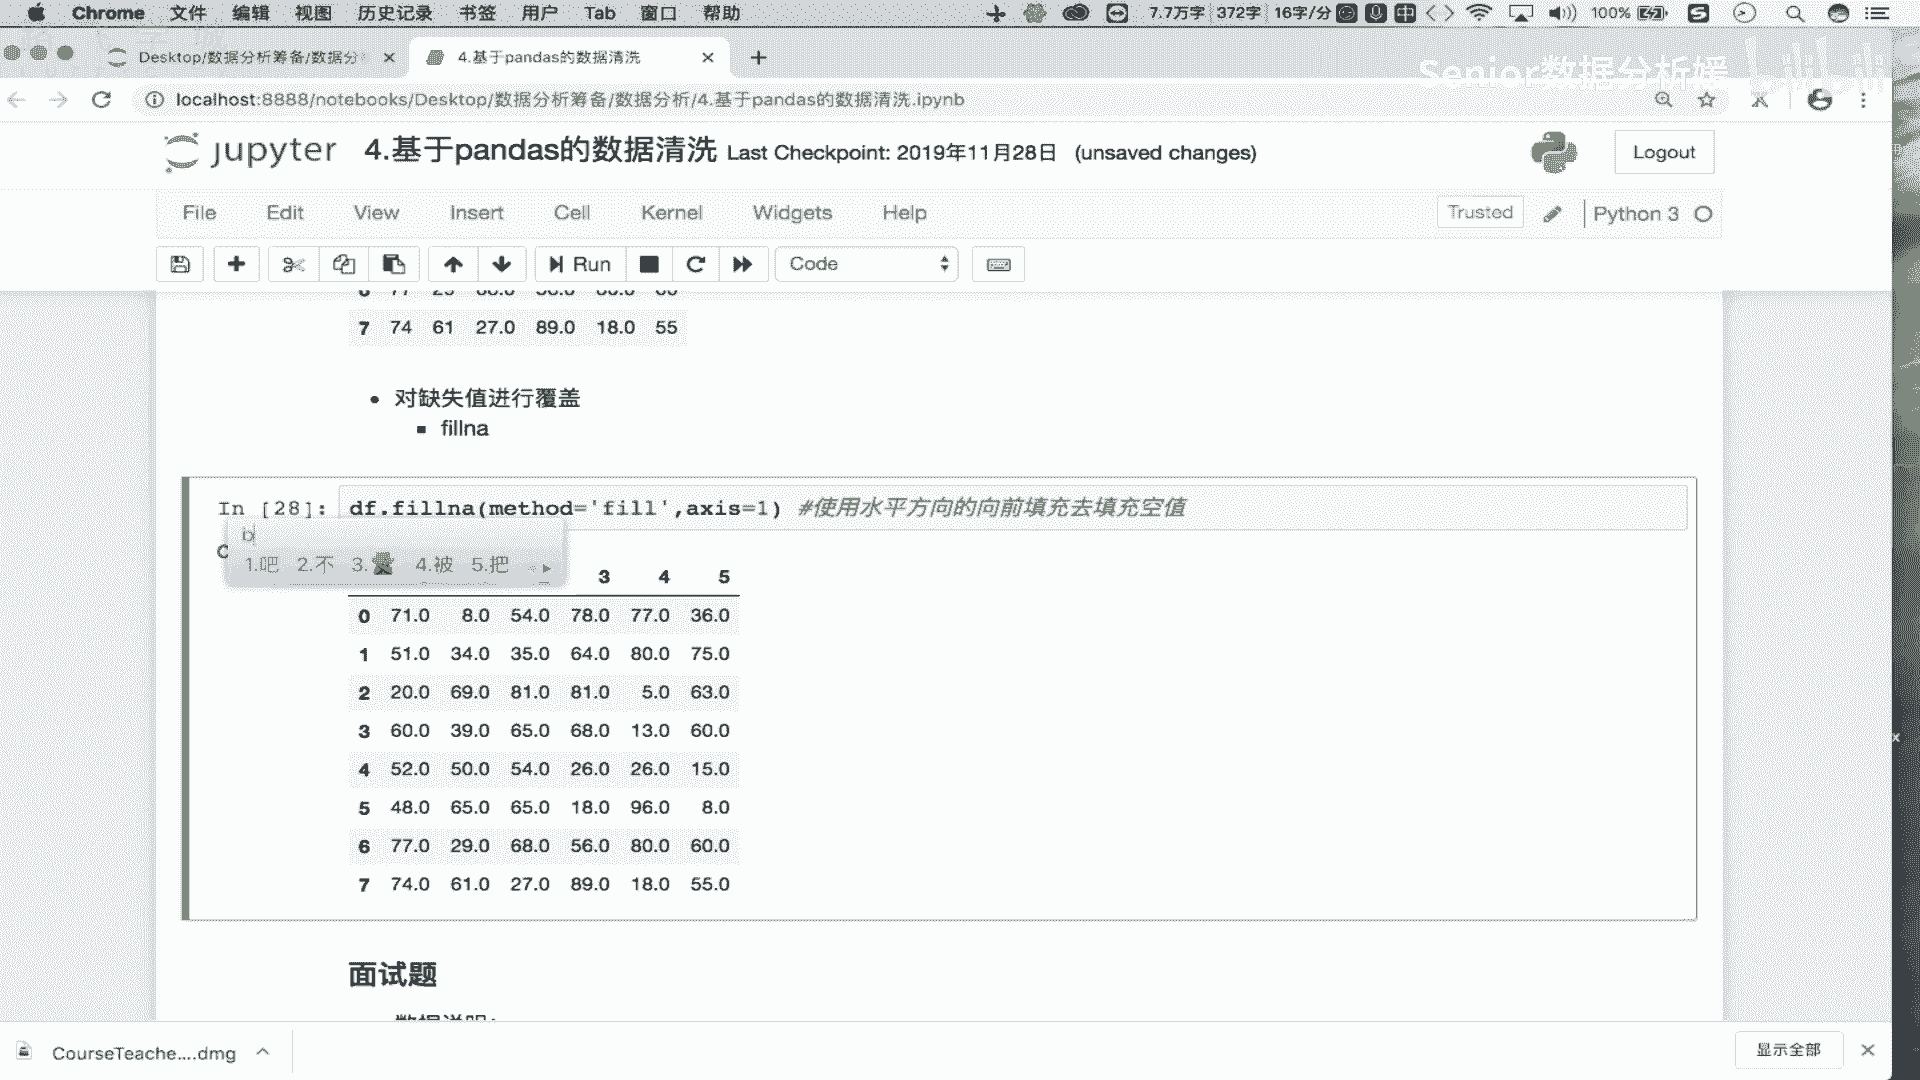 Chrome 文件 编辑 视图 历史记录 书签 用户 Tab 窗口 帮助 7.7万字 372字 16字/分 中 100%
Desktop/数据分析筹备/数据分 4.基于pandas的数据清洗
Senior数据分析媛 bilibili
localhost:8888/notebooks/Desktop/数据分析筹备/数据分析/4.基于pandas的数据清洗.ipynb
jupyter 4.基于pandas的数据清洗 Last Checkpoint: 2019年11月28日 (unsaved changes) Logout
File Edit View Insert Cell Kernel Widgets Help Trusted Python 3
Run Code
7 74 61 27.0 89.0 18.0 55
对缺失值进行覆盖
fillna
In [28]: df.fillna(method='fill',axis=1) #使用水平方向的向前填充去填充空值
b
1.吧 2.不 3. 4.被 5.把
3 4 5
0 71.0 8.0 54.0 78.0 77.0 36.0
1 51.0 34.0 35.0 64.0 80.0 75.0
2 20.0 69.0 81.0 81.0 5.0 63.0
3 60.0 39.0 65.0 68.0 13.0 60.0
4 52.0 50.0 54.0 26.0 26.0 15.0
5 48.0 65.0 65.0 18.0 96.0 8.0
6 77.0 29.0 68.0 56.0 80.0 60.0
7 74.0 61.0 27.0 89.0 18.0 55.0
面试题
CourseTeache....dmg 显示全部